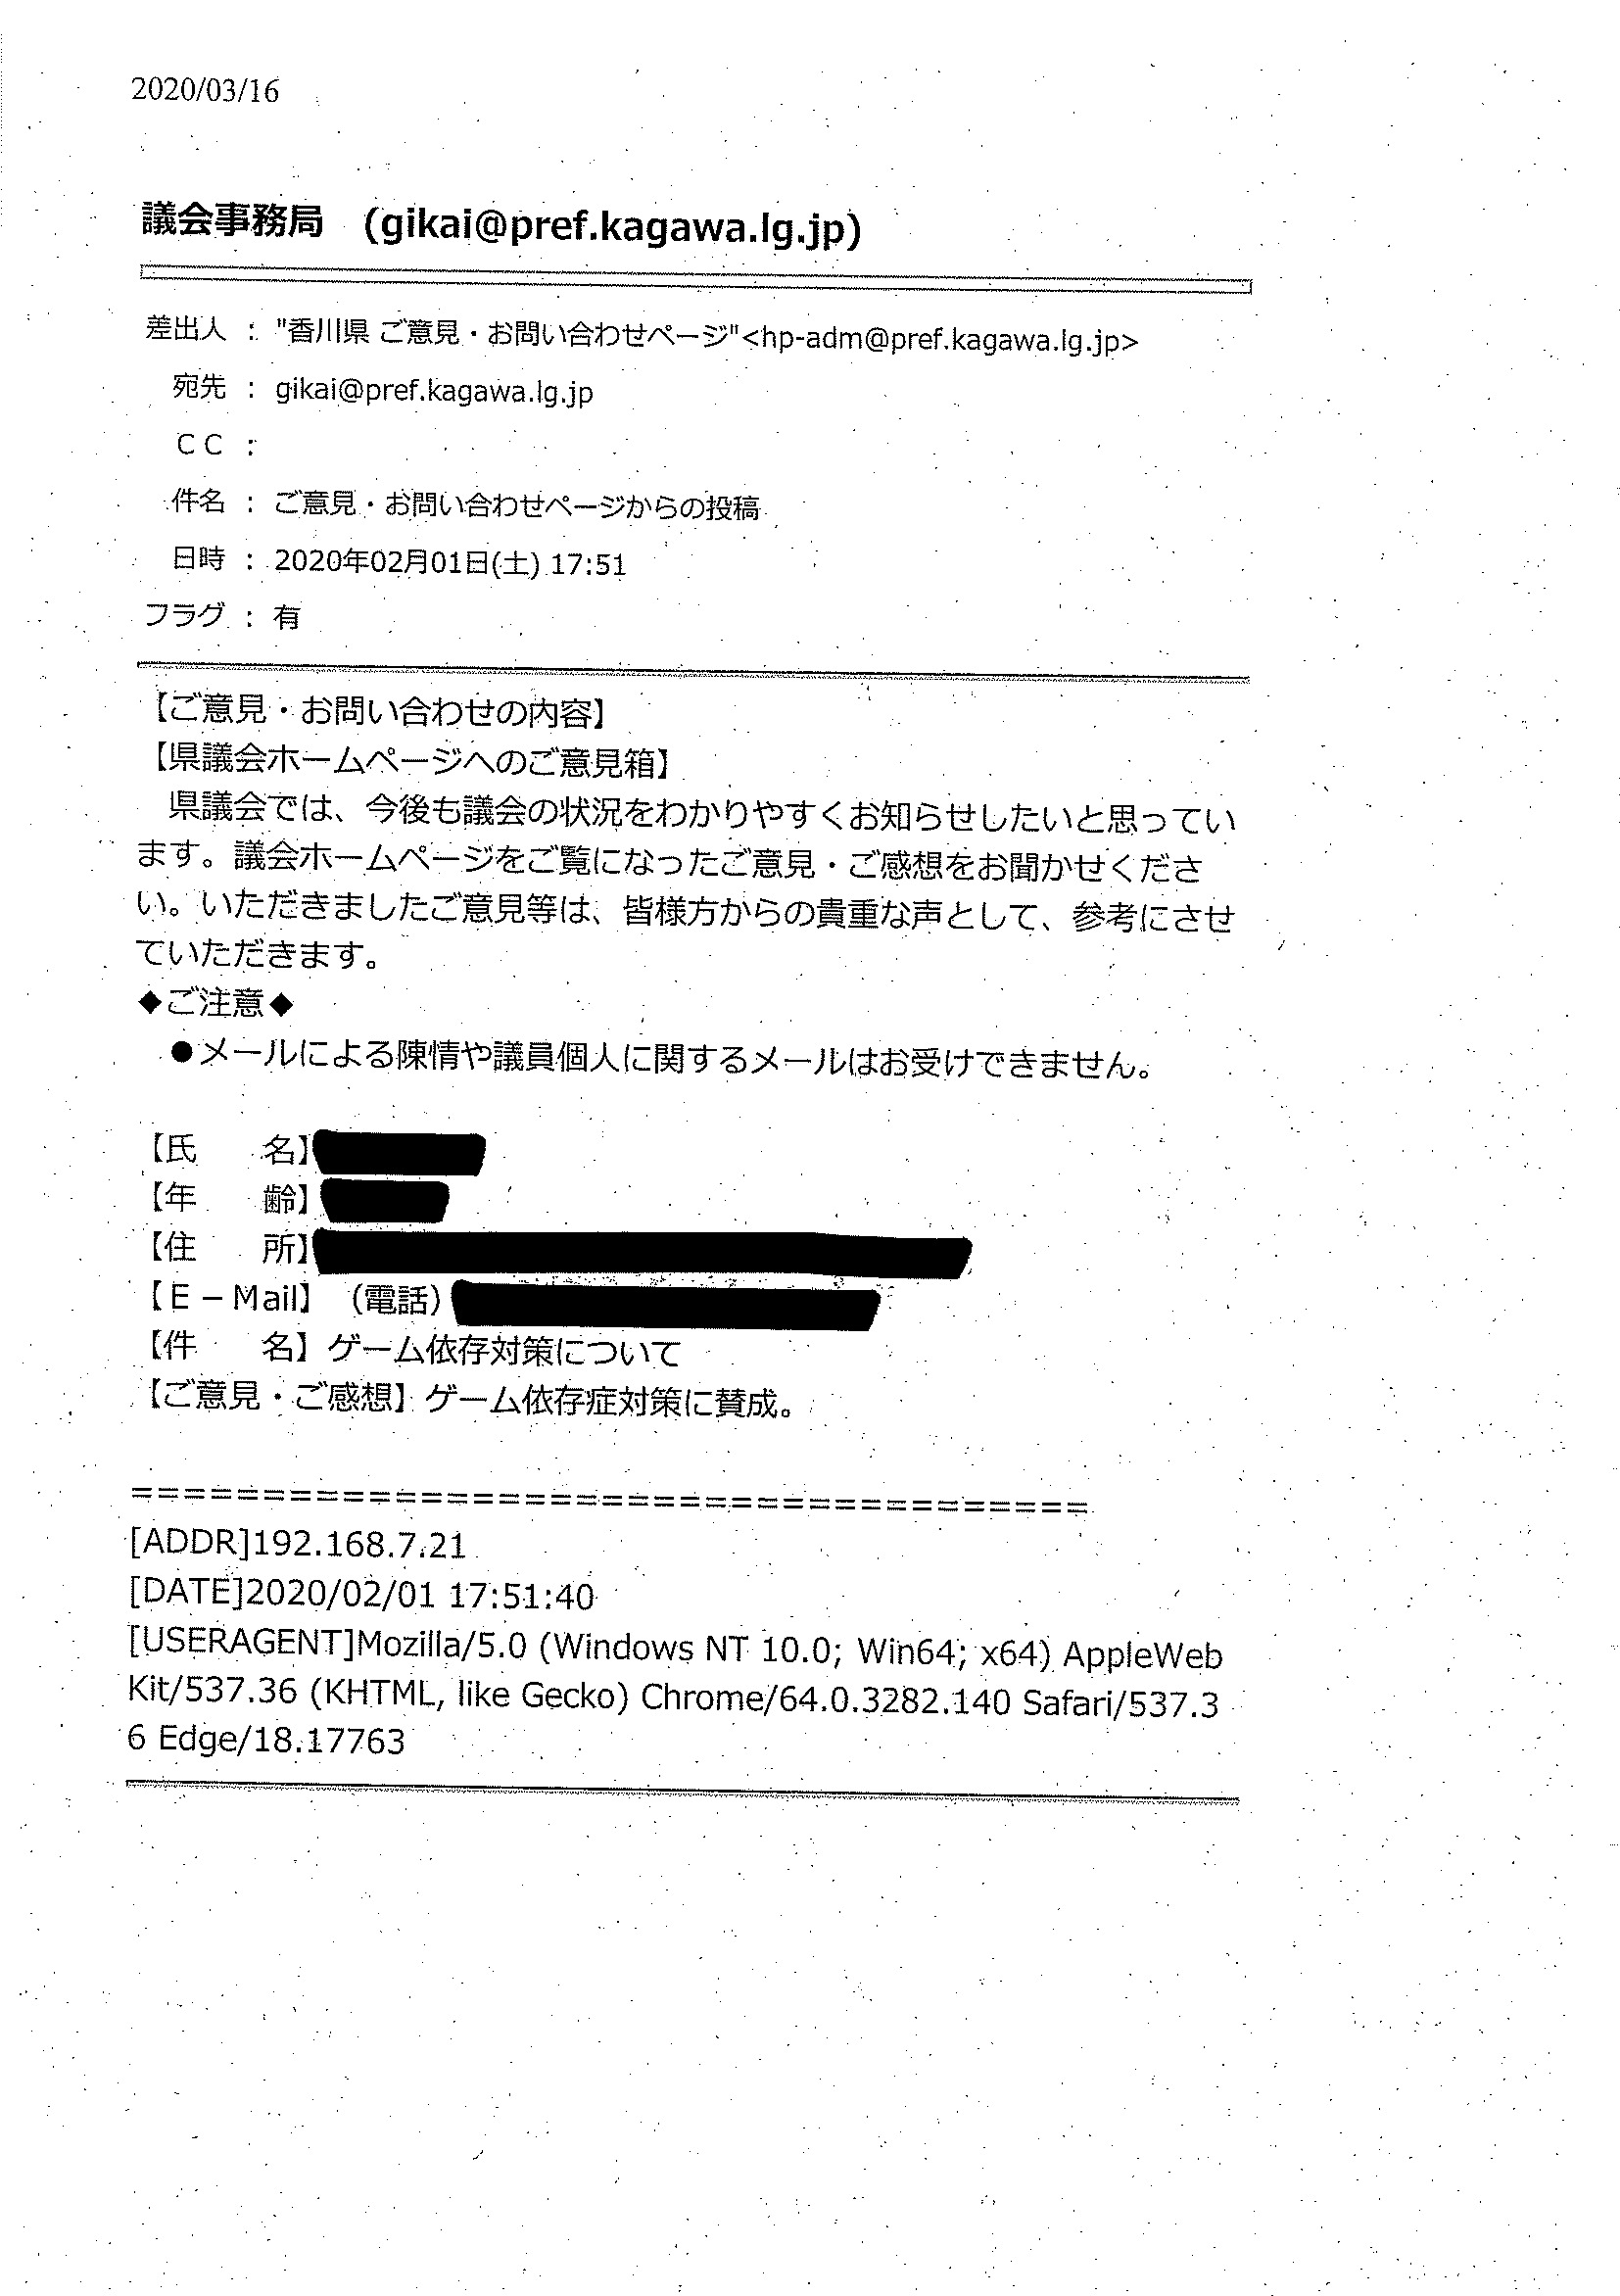 2020/03/16
議会事務局　(gikai@pref.kagawa.lg.jp)
差出人 : "香川県 ご意見・お問い合わせページ"<hp-adm@pref.kagawa.lg.jp>
宛先 : gikai@pref.kagawa.lg.jp
ＣＣ :
件名 : ご意見・お問い合わせページからの投稿
日時 : 2020年02月01日(土) 17:51
フラグ : 有
【ご意見・お問い合わせの内容】
【県議会ホームページへのご意見箱】
　県議会では、今後も議会の状況をわかりやすくお知らせしたいと思ってい
ます。議会ホームページをご覧になったご意見・ご感想をお聞かせくださ
い。いただきましたご意見等は、皆様方からの貴重な声として、参考にさせ
ていただきます。
◆ご注意◆
　●メールによる陳情や議員個人に関するメールはお受けできません。
【氏　　名】
【年　　齢】
【住　　所】
【Ｅ－Mail】（電話）
【件　　名】ゲーム依存対策について
【ご意見・ご感想】ゲーム依存症対策に賛成。
=====================================
[ADDR]192.168.7.21
[DATE]2020/02/01 17:51:40
[USERAGENT]Mozilla/5.0 (Windows NT 10.0; Win64; x64) AppleWeb
Kit/537.36 (KHTML, like Gecko) Chrome/64.0.3282.140 Safari/537.3
6 Edge/18.17763